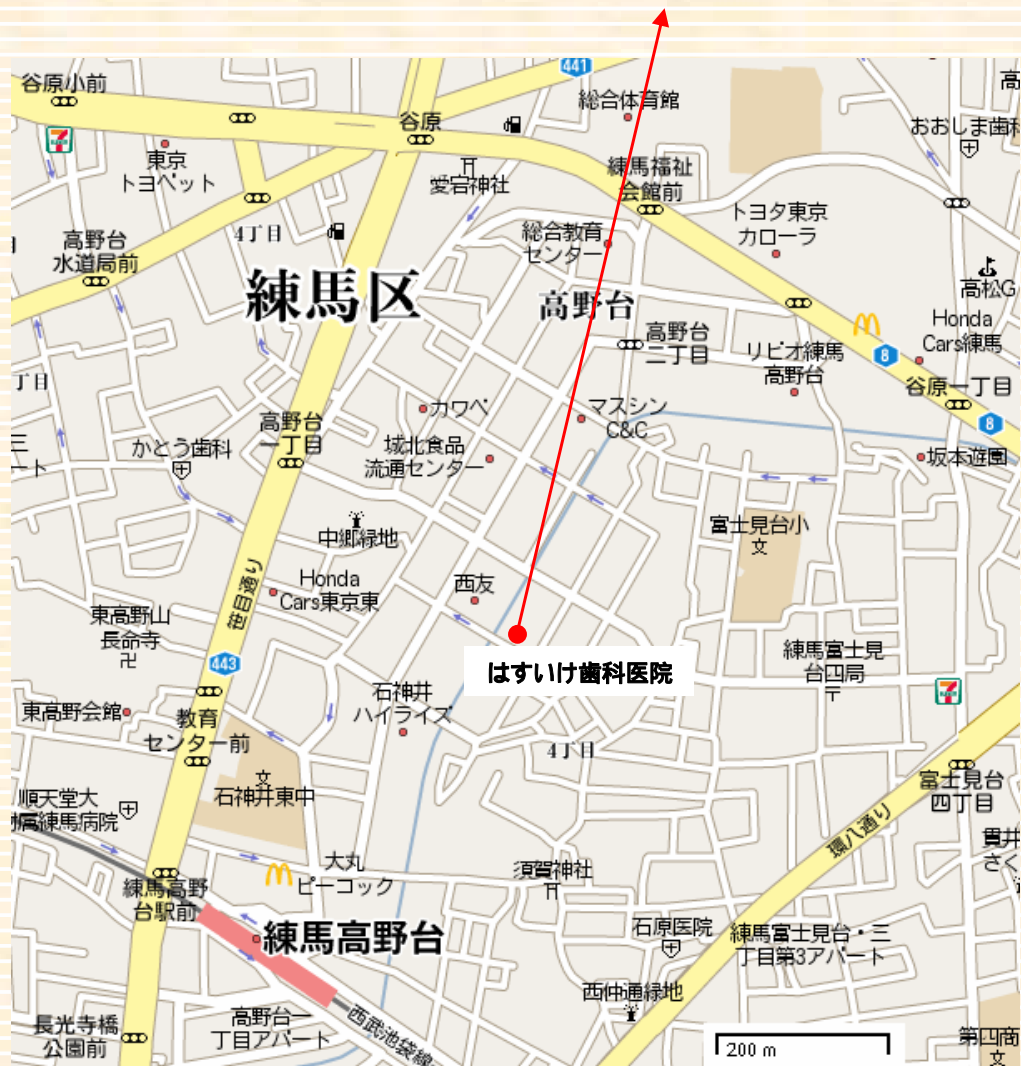 441
谷原小前
総合体育館
谷原
おおしま歯科
東京
トヨペット
愛宕神社
練馬福祉
会館前
トヨタ東京
カローラ
4丁目
総合教育
センター
高野台
水道局前
練馬区
高野台
高松G
高野台
二丁目
Honda
Cars練馬
リビオ練馬
高野台
8
丁目
谷原一丁目
カワベ
マスシン
C&C
高野台
一丁目
8
かとう歯科
城北食品
流通センター
坂本遊園
富士見台小
文
中郷緑地
笹目通り
Honda
Cars東京東
西友
東高野山
長命寺
卍
練馬富士見
台四局
〒
はすいけ歯科医院
443
石神井
ハイライズ
東高野会館
教育
センター前
4丁目
文
石神井東中
富士見台
四丁目
順天堂大
附属練馬病院
環八通り
貫井
さく
大丸
ピーコック
須賀神社
練馬高野
台駅前
練馬高野台
石原医院
練馬富士見台・三
丁目第3アパート
西仲通緑地
高野台一
丁目アパート
西武池袋線
長光寺橋
公園前
200 m
第四商
文